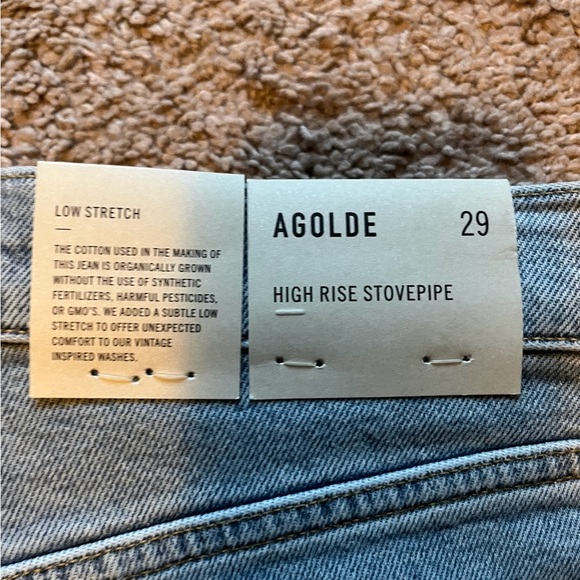 LOW STRETCH
THE COTTON USED IN THE MAKING OF
THIS JEAN IS ORGANICALLY GROWN
WITHOUT THE USE OF SYNTHETIC
FERTILIZERS, HARMFUL PESTICIDES,
OR GMO'S. WE ADDED A SUBTLE LOW
STRETCH TO OFFER UNEXPECTED
COMFORT TO OUR VINTAGE
INSPIRED WASHES.
AGOLDE 29
HIGH RISE STOVEPIPE